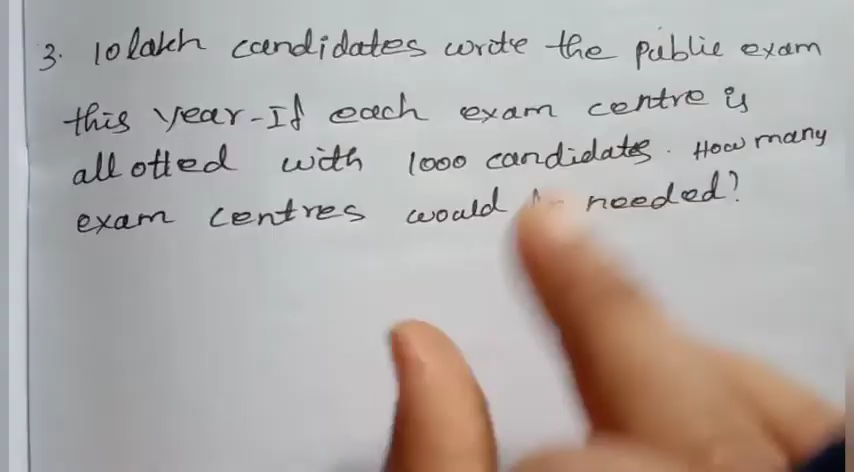 3. 10 lakh candidates write the public exam
this year - If each exam centre is
allotted with 1000 candidates. How many
exam centres would needed?